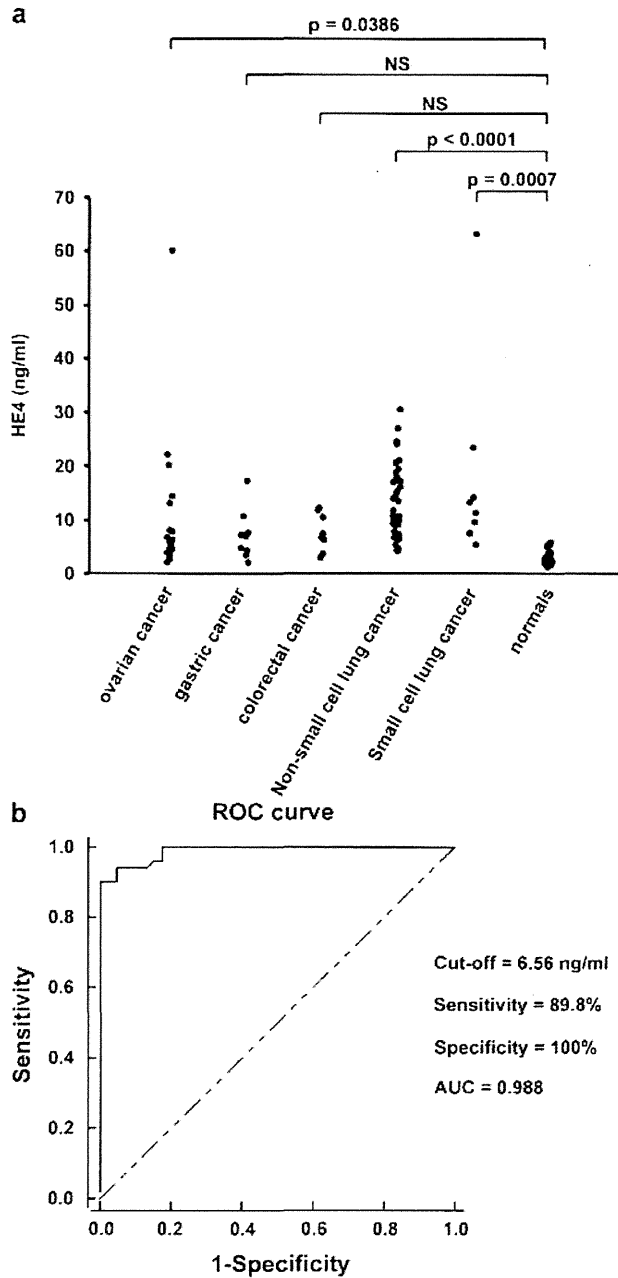 a
p = 0.0386
NS
NS
p < 0.0001
p = 0.0007
70
60
50
40
30
20
10
0
HE4 (ng/ml)
ovarian cancer
gastric cancer
colorectal cancer
Non-small cell lung cancer
Small cell lung cancer
normals
b
ROC curve
1.0
0.8
0.6
0.4
0.2
0.0
Sensitivity
Cut-off = 6.56 ng/ml
Sensitivity = 89.8%
Specificity = 100%
AUC = 0.988
0.0 0.2 0.4 0.6 0.8 1.0
1-Specificity